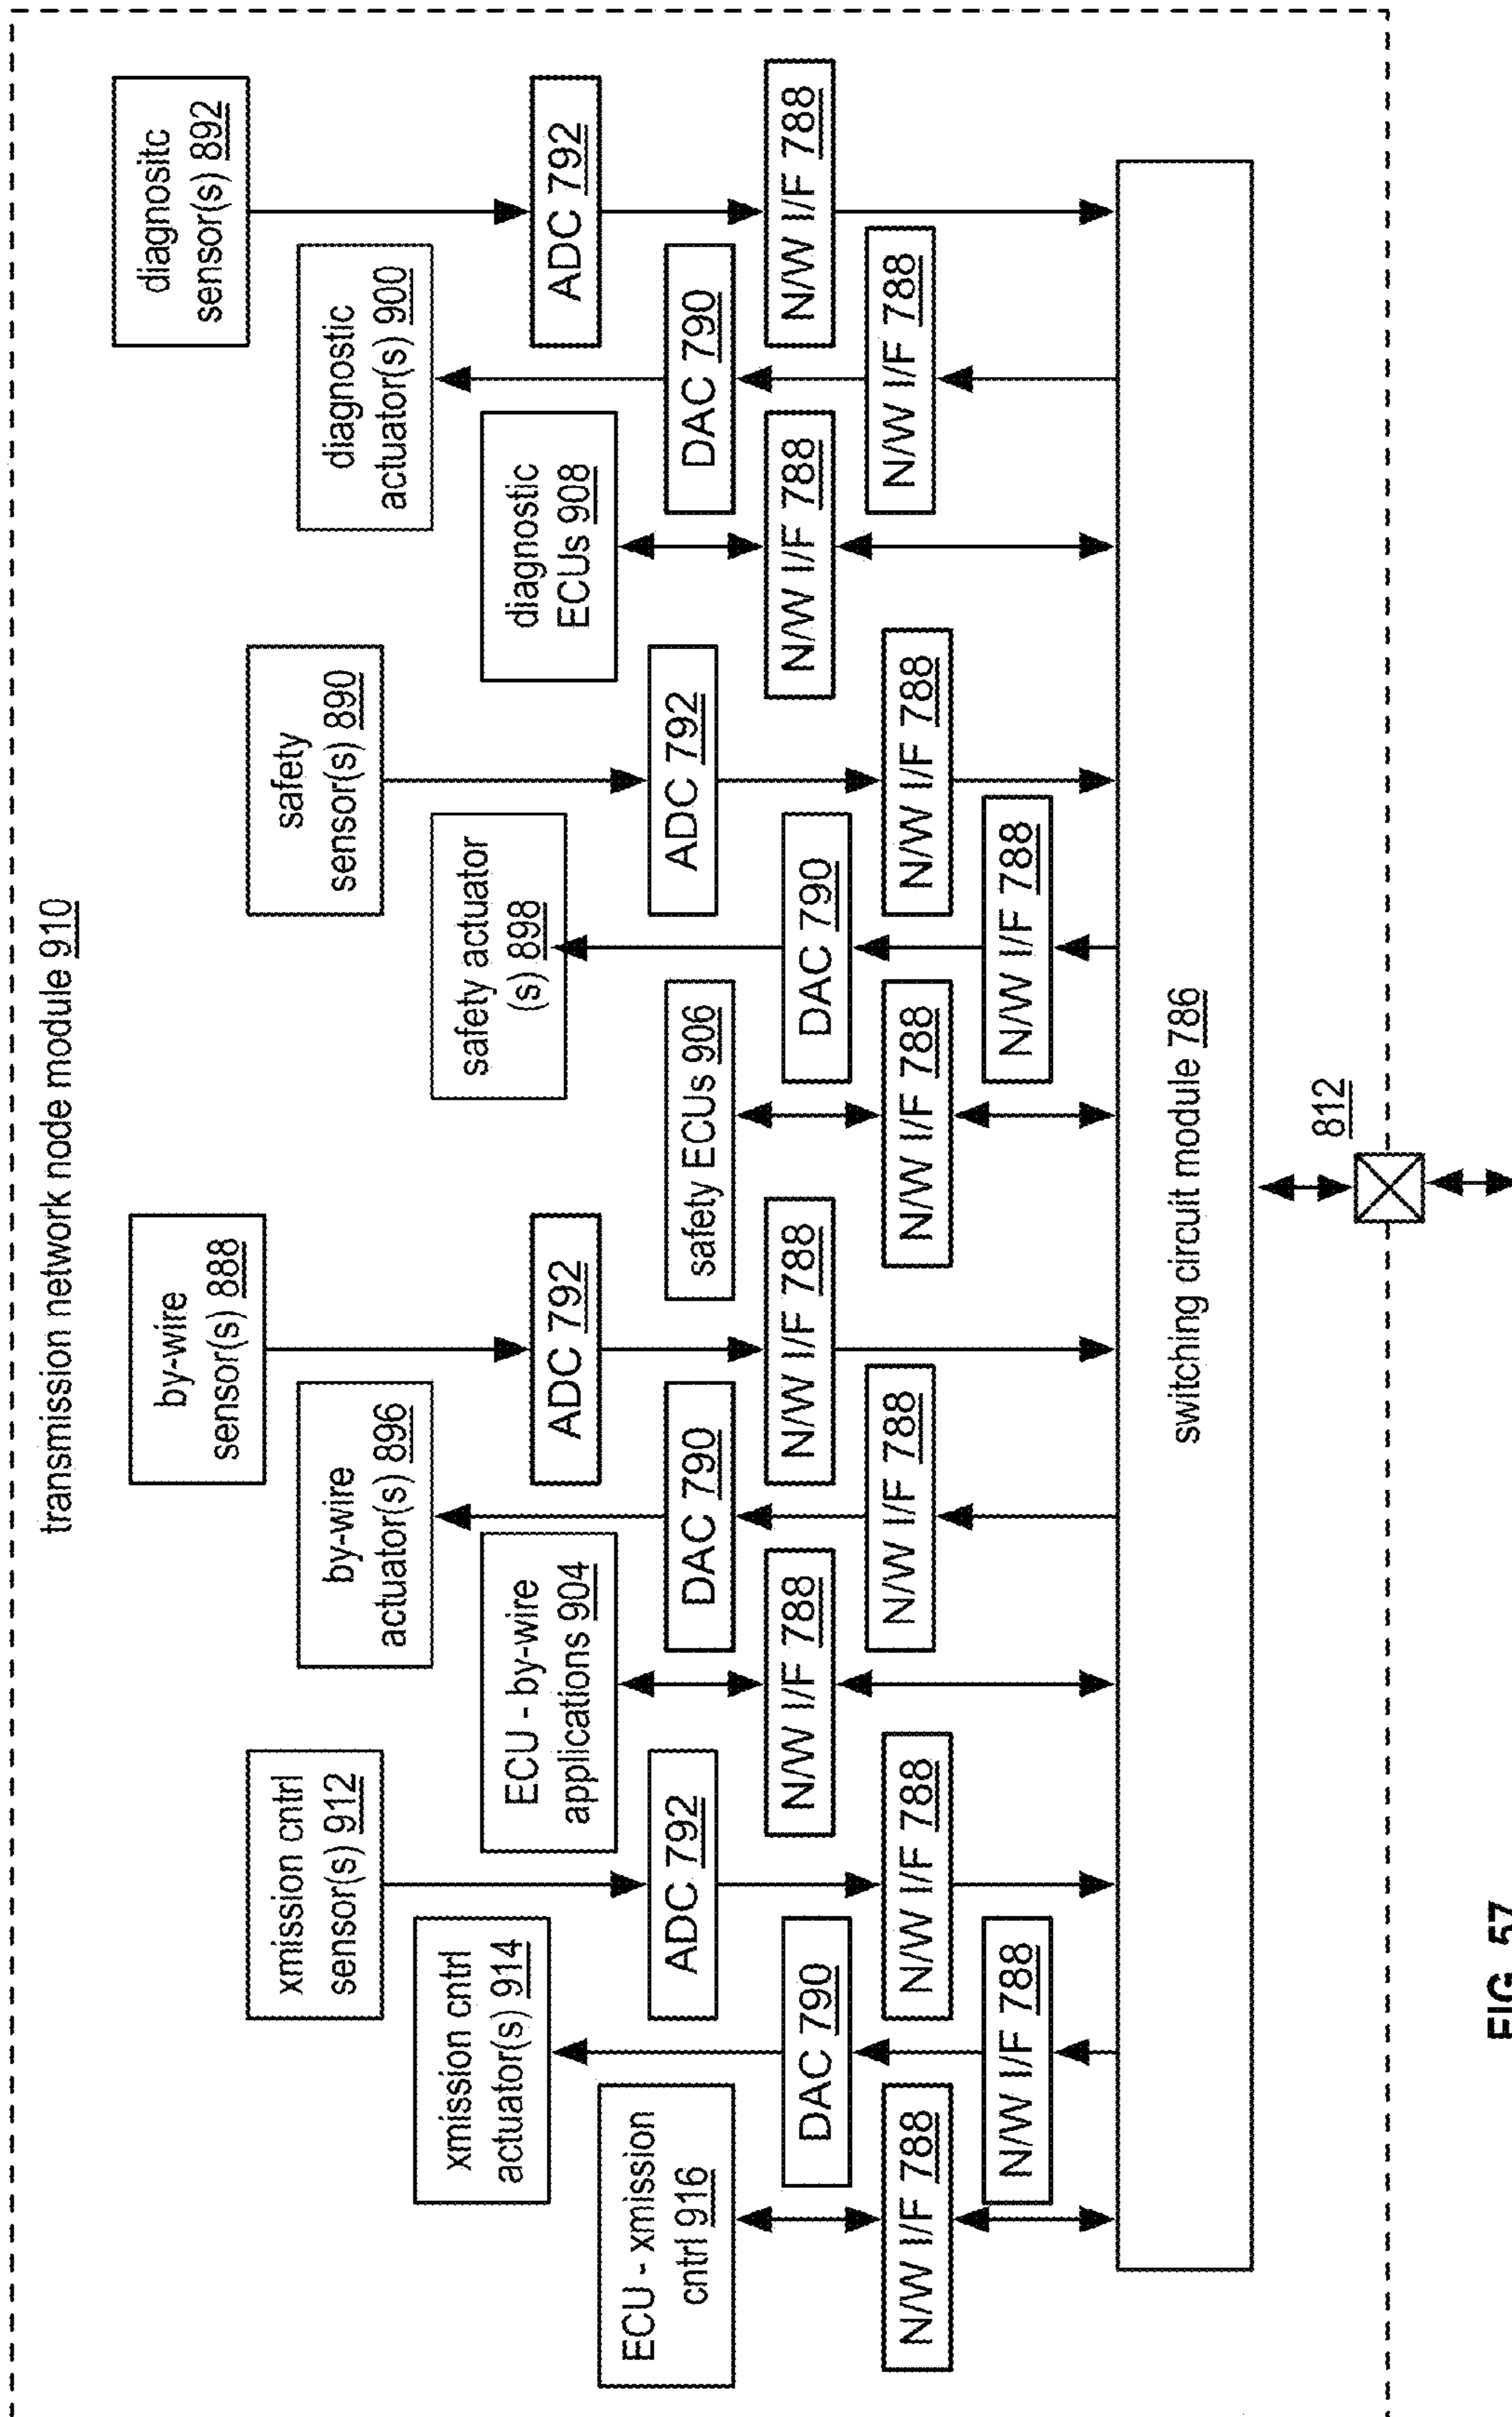 transmission network node module 910
ECU - xmission
cntrl 916
N/W I/F 788
xmission cntrl
actuator(s) 914
DAC 790
N/W I/F 788
xmission cntrl
sensor(s) 912
ADC 792
N/W I/F 788
ECU - by-wire
applications 904
N/W I/F 788
by-wire
actuator(s) 896
DAC 790
N/W I/F 788
by-wire
sensor(s) 888
ADC 792
N/W I/F 788
safety ECUs 906
N/W I/F 788
safety actuator
(s) 898
DAC 790
N/W I/F 788
safety
sensor(s) 890
ADC 792
N/W I/F 788
diagnostic
ECUs 908
N/W I/F 788
diagnostic
actuator(s) 900
DAC 790
N/W I/F 788
diagnositc
sensor(s) 892
ADC 792
N/W I/F 788
switching circuit module 786
812
FIG. 57